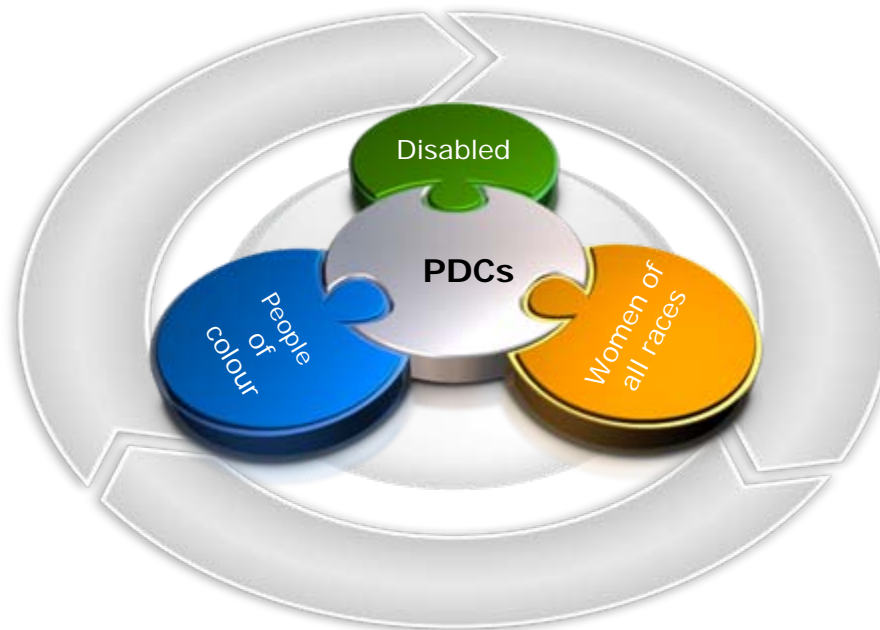 Disabled
PDCs
People
of
colour
Women of
all races